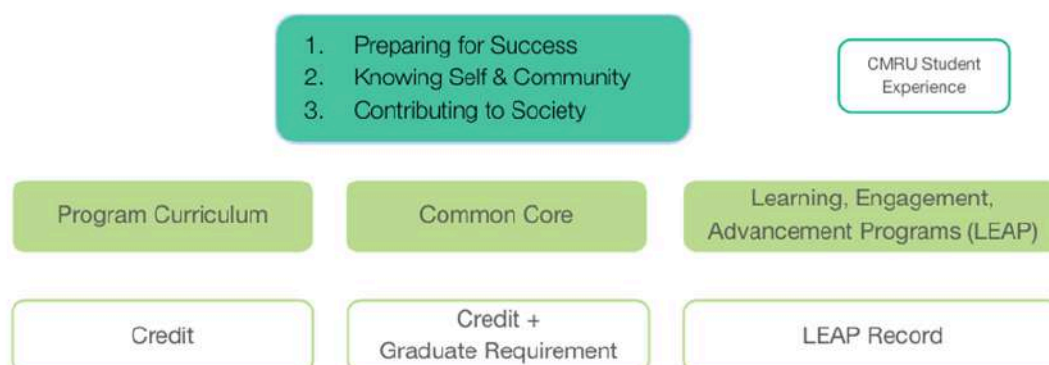 1. Preparing for Success
2. Knowing Self & Community
3. Contributing to Society
CMRU Student
Experience
Program Curriculum
Common Core
Learning, Engagement,
Advancement Programs (LEAP)
Credit
Credit +
Graduate Requirement
LEAP Record